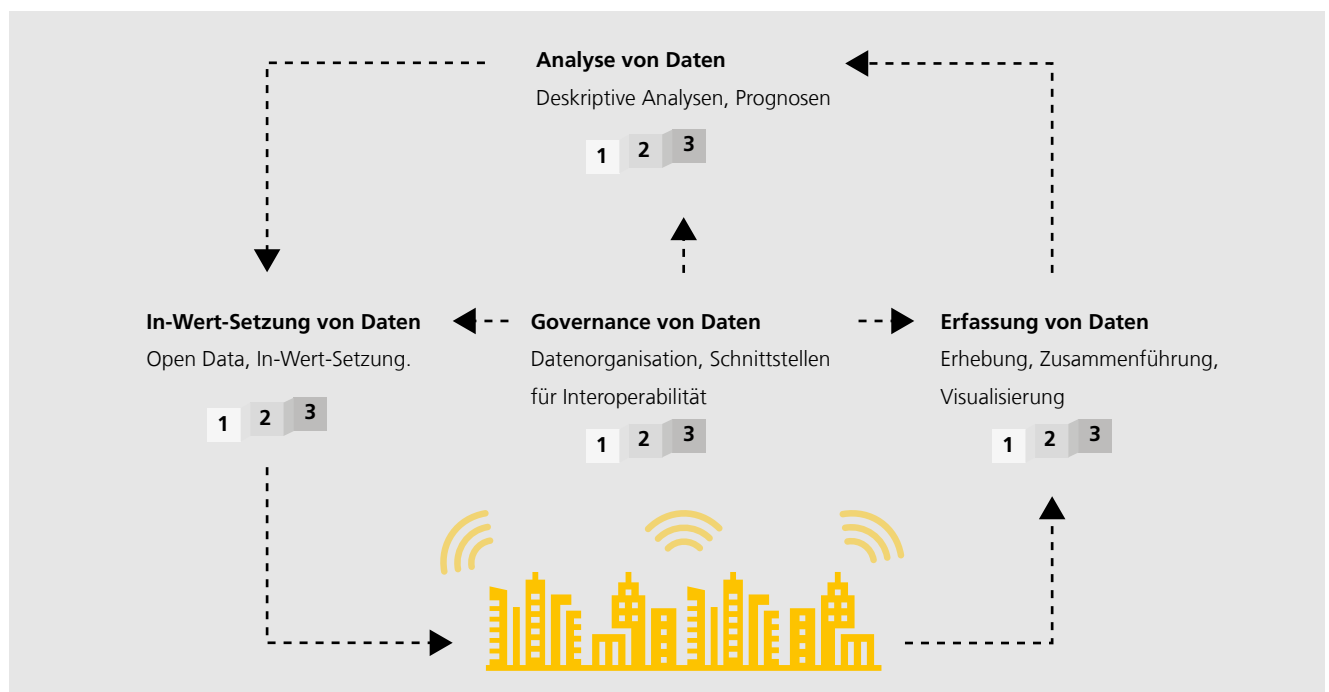 Analyse von Daten
Deskriptive Analysen, Prognosen
1 2 3
In-Wert-Setzung von Daten
Open Data, In-Wert-Setzung.
1 2 3
Governance von Daten
Datenorganisation, Schnittstellen
für Interoperabilität
1 2 3
Erfassung von Daten
Erhebung, Zusammenführung,
Visualisierung
1 2 3